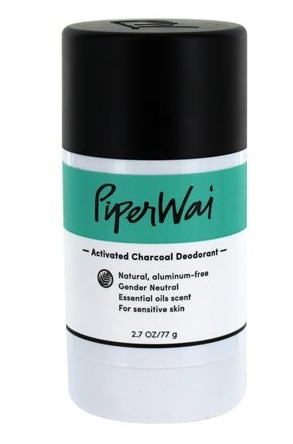 PiperWai
— Activated Charcoal Deodorant —
Natural, aluminum-free
Gender Neutral
Essential oils scent
For sensitive skin
2.7 OZ/77 g